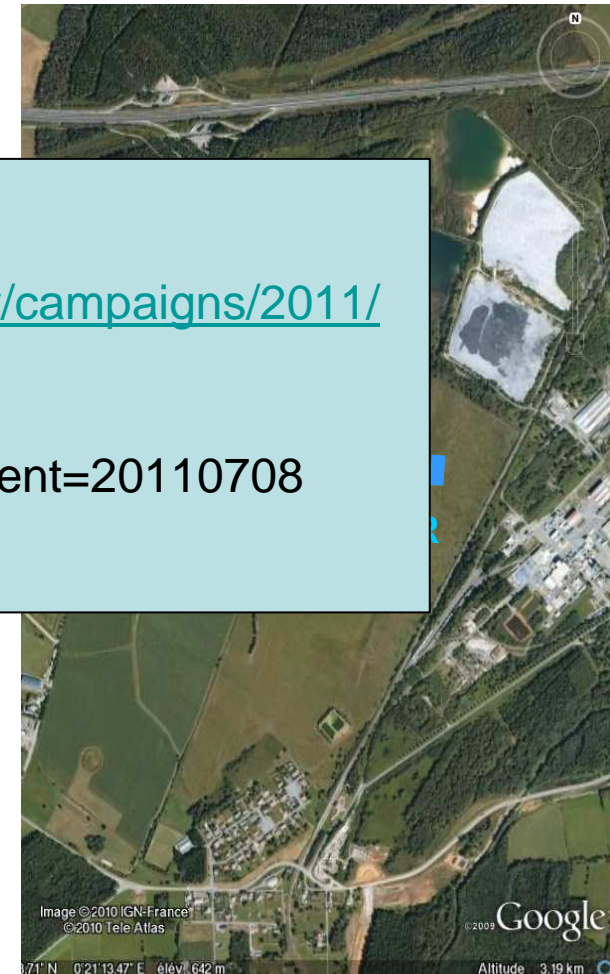 N
/campaigns/2011/
ent=20110708
R
Image © 2010 IGN-France
© 2010 Tele Atlas
©2009 Google
.71" N 0°21'13.47" E élév. 642 m
Altitude 3.19 km